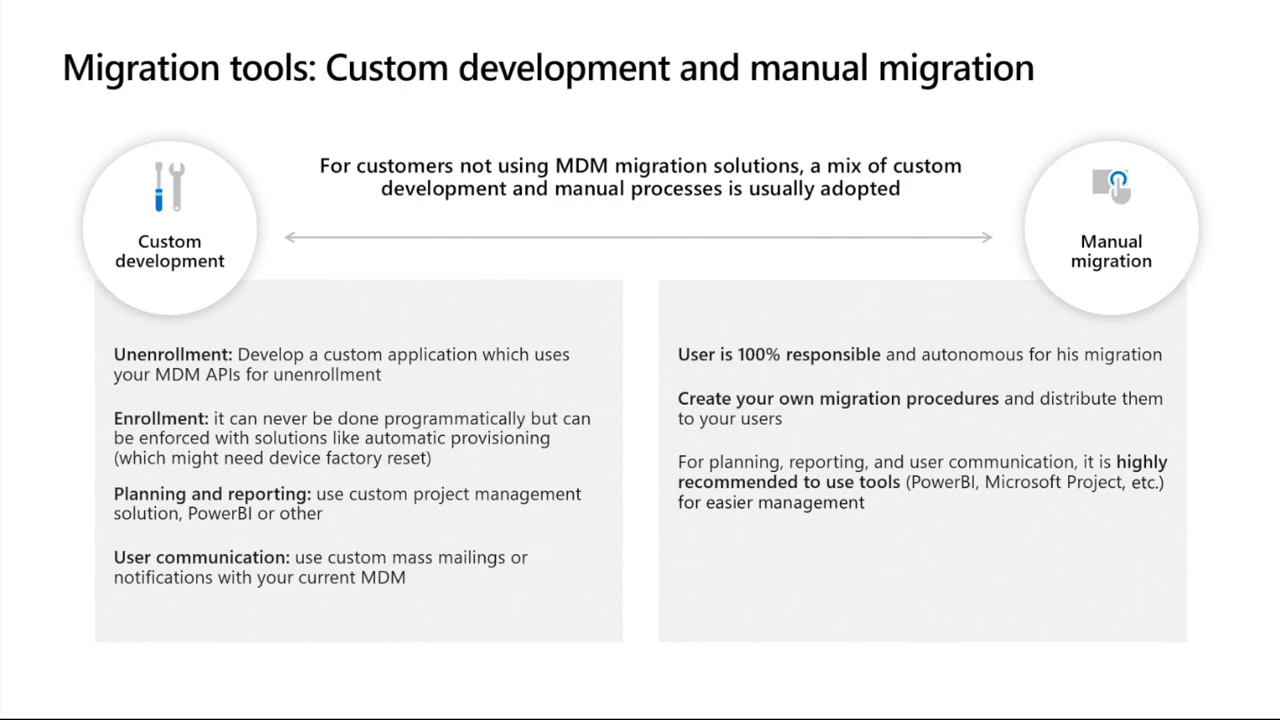 Migration tools: Custom development and manual migration
For customers not using MDM migration solutions, a mix of custom
development and manual processes is usually adopted
Custom
development
Manual
migration
Unenrollment: Develop a custom application which uses
your MDM APIs for unenrollment
Enrollment: it can never be done programmatically but can
be enforced with solutions like automatic provisioning
(which might need device factory reset)
Planning and reporting: use custom project management
solution, PowerBI or other
User communication: use custom mass mailings or
notifications with your current MDM
User is 100% responsible and autonomous for his migration
Create your own migration procedures and distribute them
to your users
For planning, reporting, and user communication, it is highly
recommended to use tools (PowerBI, Microsoft Project, etc.)
for easier management